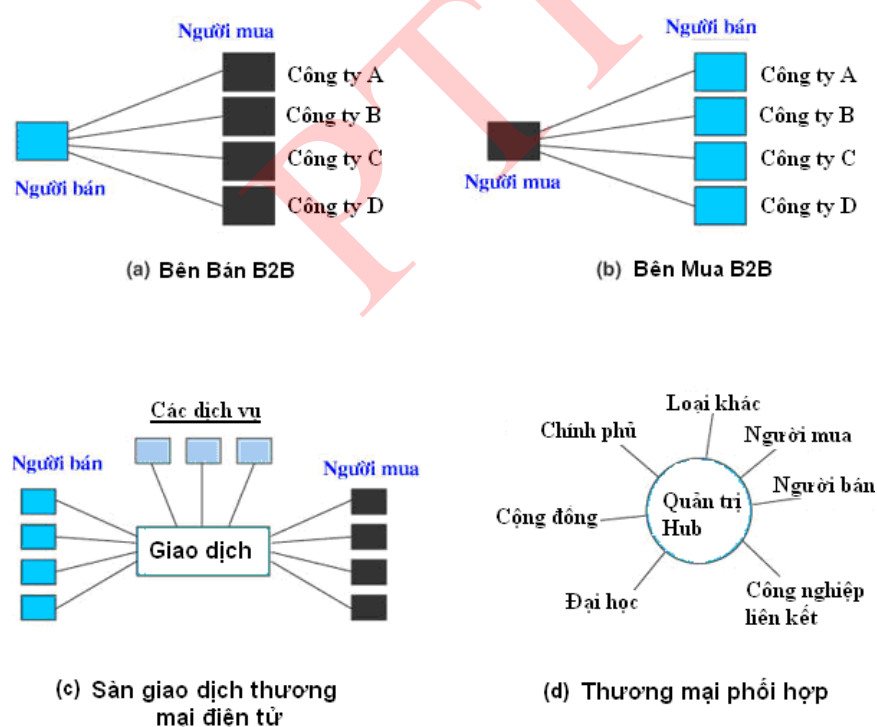 Người mua
Công ty A
Công ty B
Công ty C
Công ty D
Người bán
(a) Bên Bán B2B
Người bán
Công ty A
Công ty B
Công ty C
Công ty D
Người mua
(b) Bên Mua B2B
Các dịch vụ
Người bán
Người mua
Giao dịch
(c) Sàn giao dịch thương
mại điện tử
Loại khác
Chính phủ
Người mua
Người bán
Quản trị
Hub
Cộng đồng
Đại học
Công nghiệp
liên kết
(d) Thương mại phối hợp
PTI